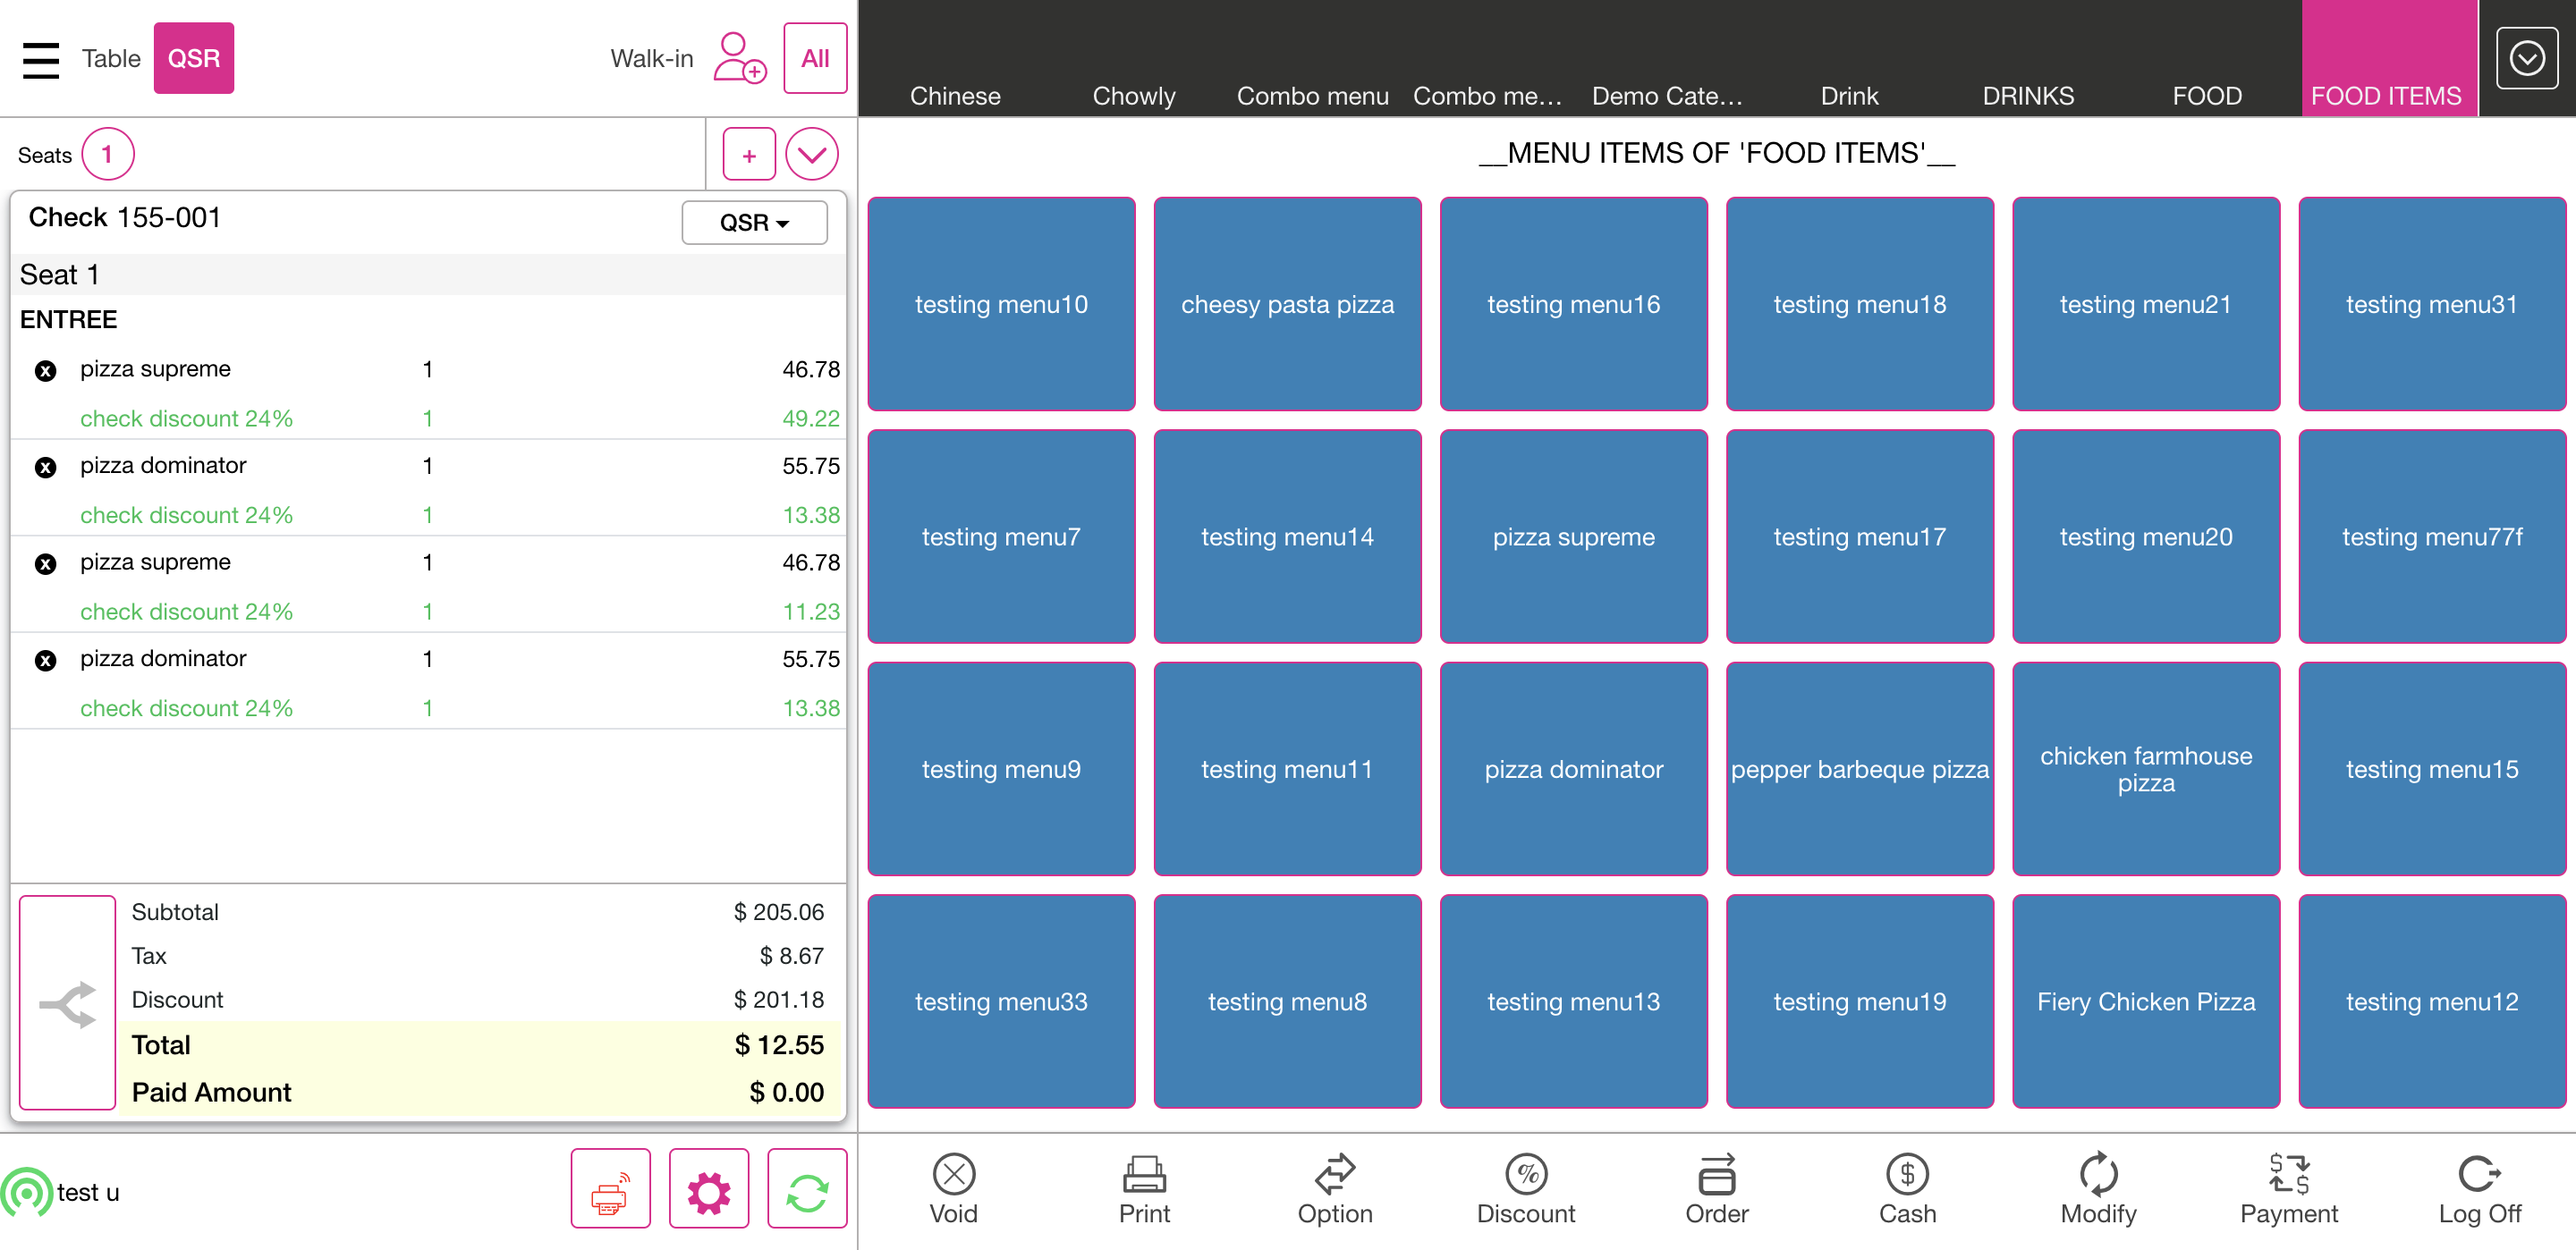 Table QSR Walk-in All
Seats 1 +
Check 155-001 QSR
Seat 1
ENTREE
x pizza supreme 1 46.78
check discount 24% 1 49.22
x pizza dominator 1 55.75
check discount 24% 1 13.38
x pizza supreme 1 46.78
check discount 24% 1 11.23
x pizza dominator 1 55.75
check discount 24% 1 13.38
Subtotal $ 205.06
Tax $ 8.67
Discount $ 201.18
Total $ 12.55
Paid Amount $ 0.00
test u
Chinese Chowly Combo menu Combo me... Demo Cate... Drink DRINKS FOOD FOOD ITEMS
__MENU ITEMS OF 'FOOD ITEMS'__
testing menu10 cheesy pasta pizza testing menu16 testing menu18 testing menu21 testing menu31
testing menu7 testing menu14 pizza supreme testing menu17 testing menu20 testing menu77f
testing menu9 testing menu11 pizza dominator pepper barbeque pizza chicken farmhouse pizza testing menu15
testing menu33 testing menu8 testing menu13 testing menu19 Fiery Chicken Pizza testing menu12
Void Print Option Discount Order Cash Modify Payment Log Off